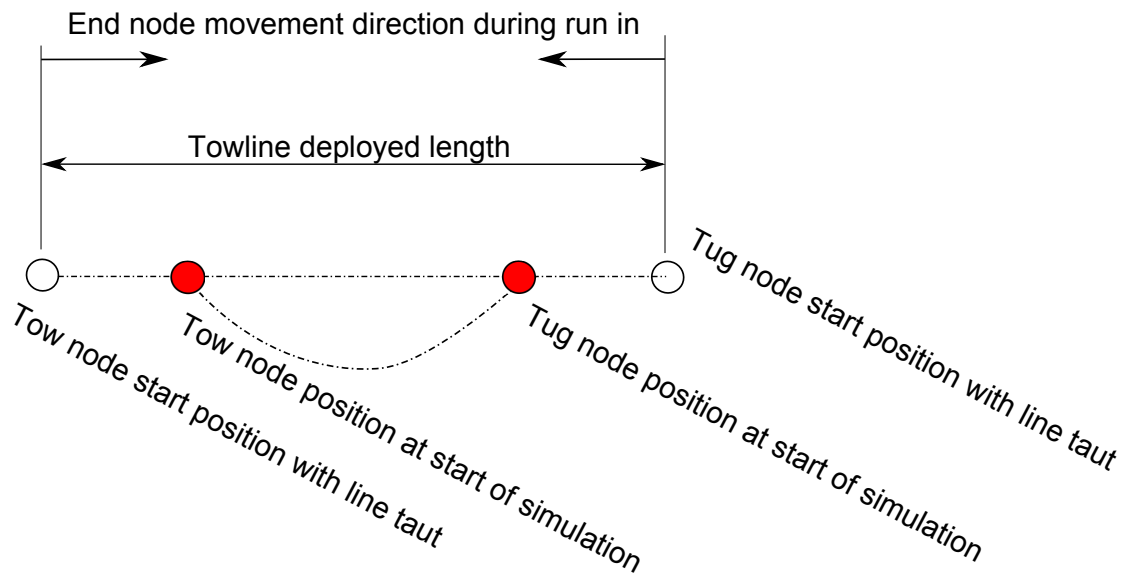 End node movement direction during run in
Towline deployed length
Tow node start position with line taut
Tow node position at start of simulation
Tug node position at start of simulation
Tug node start position with line taut